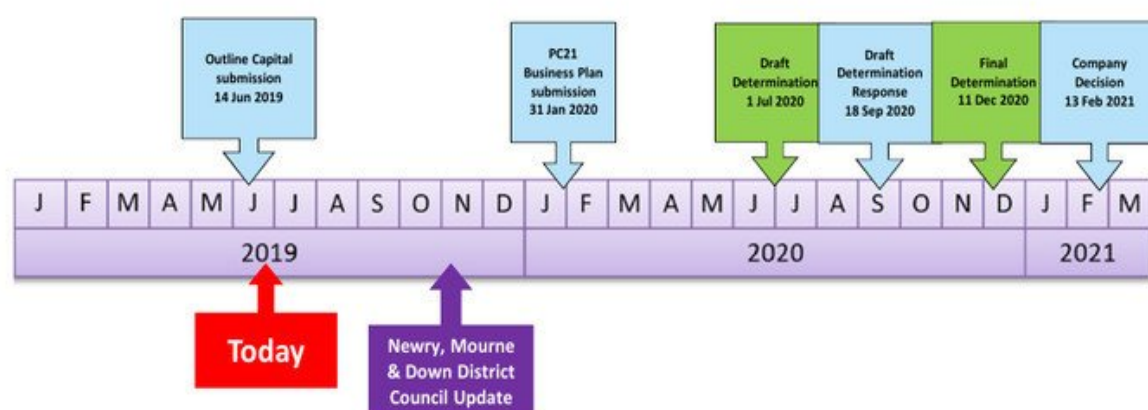 Outline Capital
submission
14 Jun 2019
PC21
Business Plan
submission
31 Jan 2020
Draft
Determination
1 Jul 2020
Draft
Determination
Response
18 Sep 2020
Final
Determination
11 Dec 2020
Company
Decision
13 Feb 2021
J F M A M J J A S O N D J F M A M J J A S O N D J F M
2019 2020 2021
Today
Newry, Mourne
& Down District
Council Update